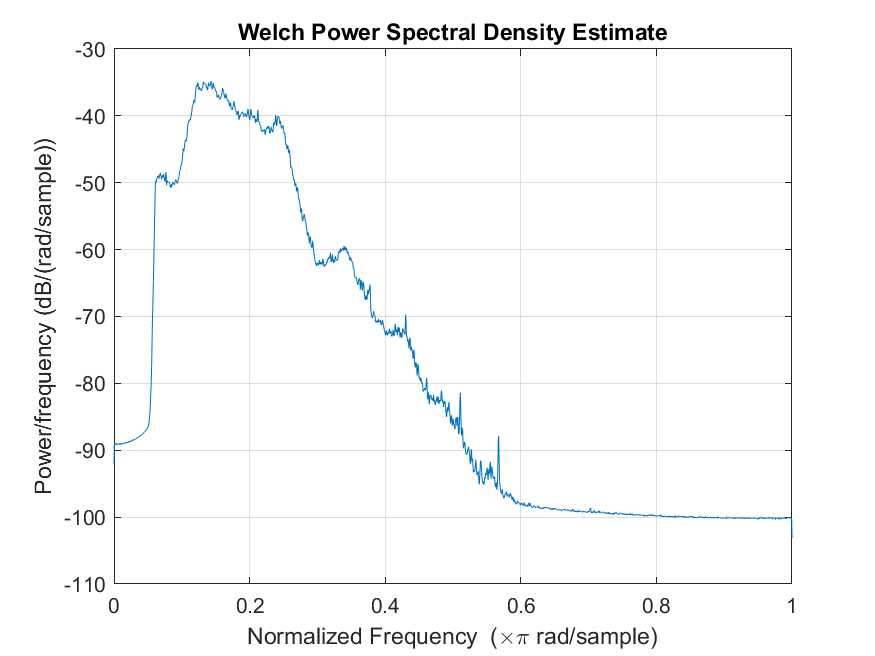 Welch Power Spectral Density Estimate
Power/frequency (dB/(rad/sample))
-30
-40
-50
-60
-70
-80
-90
-100
-110
0 0.2 0.4 0.6 0.8 1
Normalized Frequency (×π rad/sample)